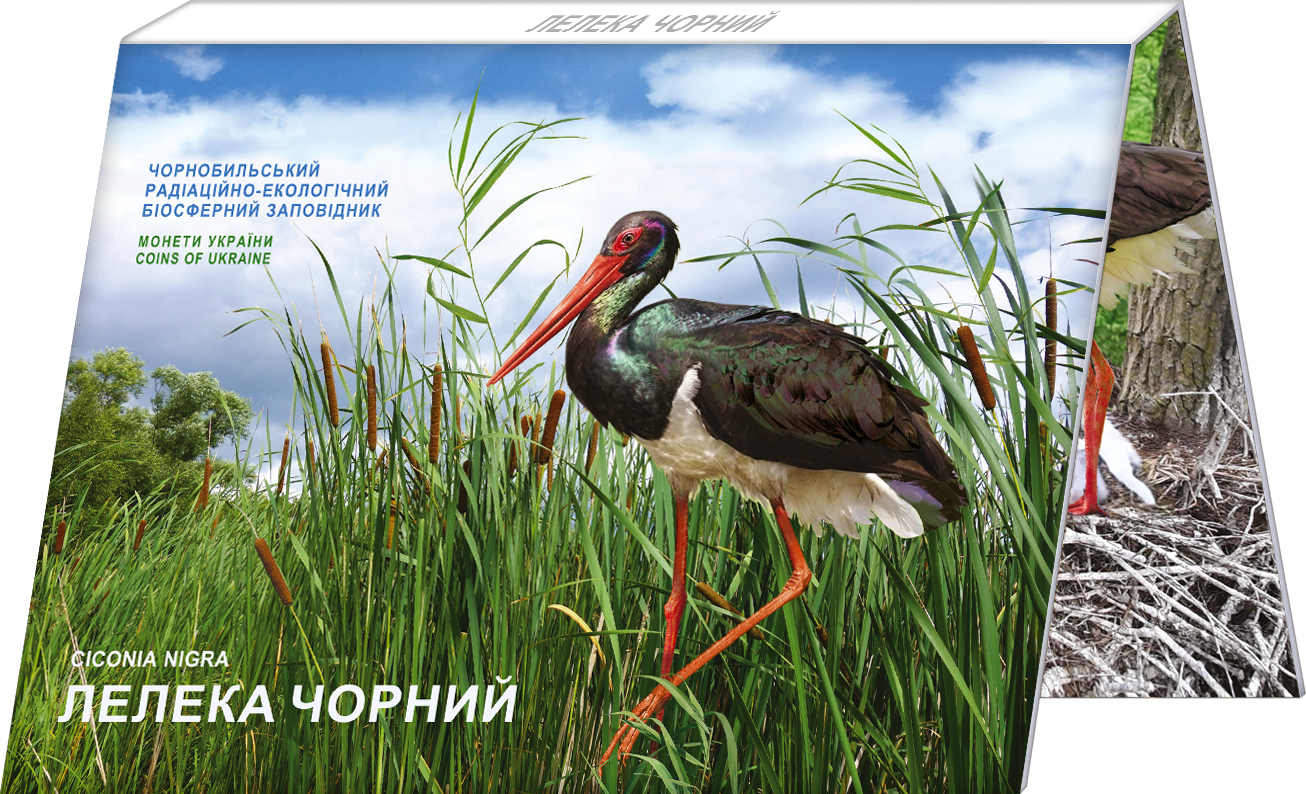 ЛЕЛЕКА ЧОРНИЙ
ЧОРНОБИЛЬСЬКИЙ
РАДІАЦІЙНО-ЕКОЛОГІЧНИЙ
БІОСФЕРНИЙ ЗАПОВІДНИК
МОНЕТИ УКРАЇНИ
COINS OF UKRAINE
CICONIA NIGRA
ЛЕЛЕКА ЧОРНИЙ